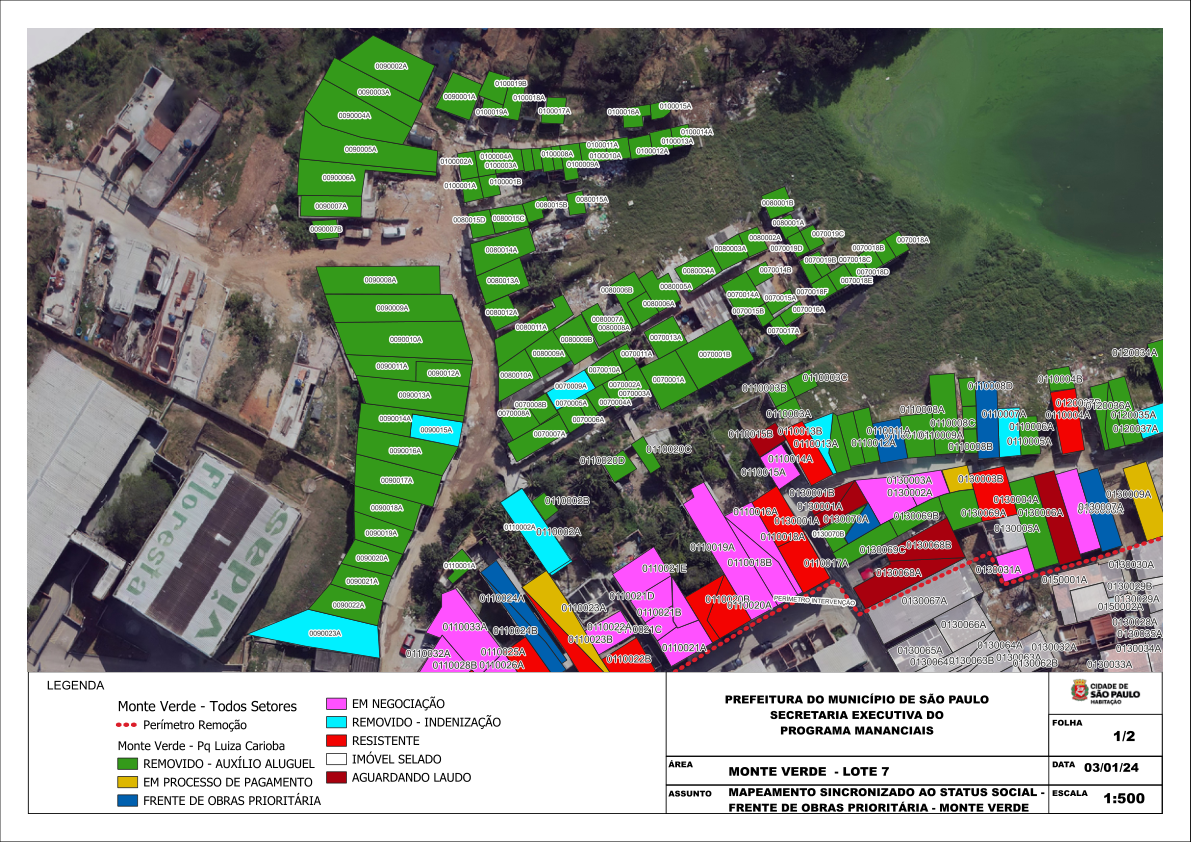 0090002A
0090003A
0090004A
0090005A
0090006A
0090007A
0090007B
0090001A
0100019B
0100018A
0100019A
0100017A
0100016A
0100015A
0100014A
0100013A
0100012A
0100011A
0100010A
0100009A
0100008A
0100004A
0100003A
0100002A
0100001A
0100001B
0080015A
0080015B
0080015C
0080015D
0080014A
0080013A
0080012A
0080011A
0080010A
0080009A
0080009B
0080008A
0080007A
0080006B
0080006A
0080005A
0080004A
0080003A
0080002A
0080001A
0080001B
0070019C
0070019D
0070019B
0070018A
0070018B
0070018C
0070018D
0070018E
0070018F
0070017A
0070016A
0070015A
0070015B
0070014A
0070014B
0070013A
0070011A
0070010A
0070009A
0070008B
0070008A
0070007A
0070006A
0070005A
0070004A
0070003A
0070002A
0070001A
0070001B
0090008A
0090009A
0090010A
0090011A
0090012A
0090013A
0090014A
0090015A
0090016A
0090017A
0090018A
0090019A
0090020A
0090021A
0090022A
0090023A
Floresta
CEPPA
0110003B
0110003C
0110003A
0110015B
0110013B
0110013A
0110014A
0110015A
0110012A
0110011A
0110009A
0110008A
0110008C
0110008B
0110008D
0110007A
0110006A
0110005A
0110004B
0110004A
0120034A
0120036A
0120035A
0120037A
0110020C
0110020D
0110002B
0110002A
0110002A
0110001A
0110016A
0110018A
0110017A
0110019A
0110018B
0110020B
0110020A
0110021E
0110021D
0110021B
0110021C
0110021A
0110022A
0110022B
0110023A
0110023B
0110024A
0110024B
0110025A
0110026A
0110028B
0110032A
0110033A
0130001B
0130001A
0130001A
0130070A
0130070B
0130003A
0130002A
0130003B
0130004A
0130005A
0130006A
0130007A
0130009A
0130069A
0130069B
0130069C
0130068B
0130068A
0130067A
0130066A
0130065A
0130064A
0130063B
0130062B
0130031A
0130032A
0130033A
0130034A
0130035A
0130028A
0130029A
0130029B
0130030A
0150001A
0150002A
PERÍMETRO INTERVENÇÃO
LEGENDA
Monte Verde - Todos Setores
Perímetro Remoção
Monte Verde - Pq Luiza Carioba
REMOVIDO - AUXÍLIO ALUGUEL
EM PROCESSO DE PAGAMENTO
FRENTE DE OBRAS PRIORITÁRIA
EM NEGOCIAÇÃO
REMOVIDO - INDENIZAÇÃO
RESISTENTE
IMÓVEL SELADO
AGUARDANDO LAUDO
PREFEITURA DO MUNICÍPIO DE SÃO PAULO
SECRETARIA EXECUTIVA DO
PROGRAMA MANANCIAIS
CIDADE DE
SÃO PAULO
HABITAÇÃO
FOLHA
1/2
ÁREA
MONTE VERDE - LOTE 7
DATA 03/01/24
ASSUNTO
MAPEAMENTO SINCRONIZADO AO STATUS SOCIAL -
FRENTE DE OBRAS PRIORITÁRIA - MONTE VERDE
ESCALA
1:500